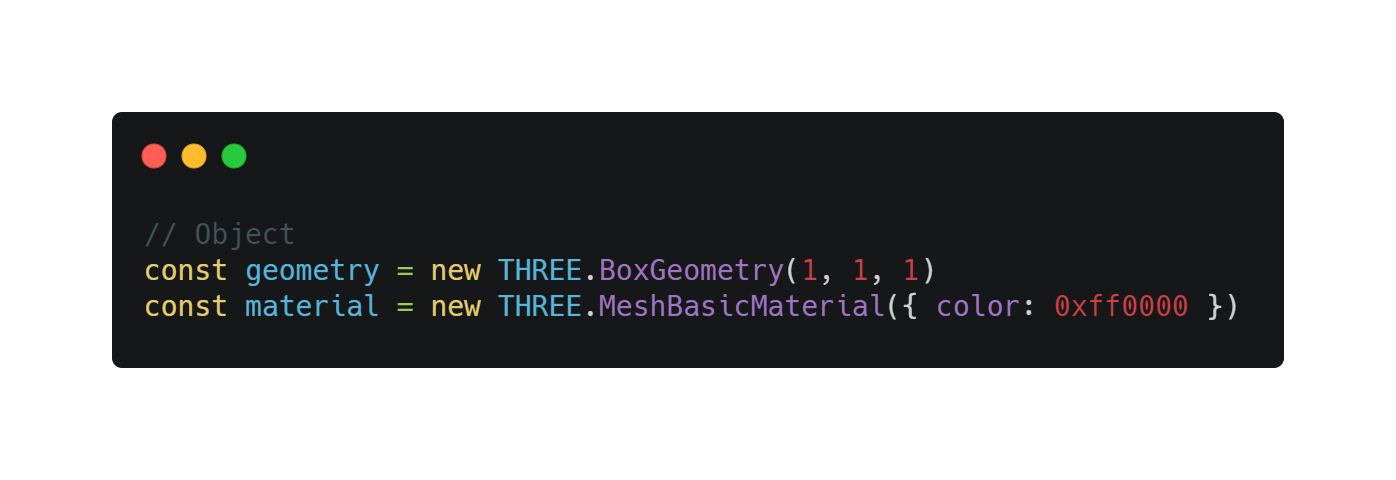 // Object
const geometry = new THREE.BoxGeometry(1, 1, 1)
const material = new THREE.MeshBasicMaterial({ color: 0xff0000 })